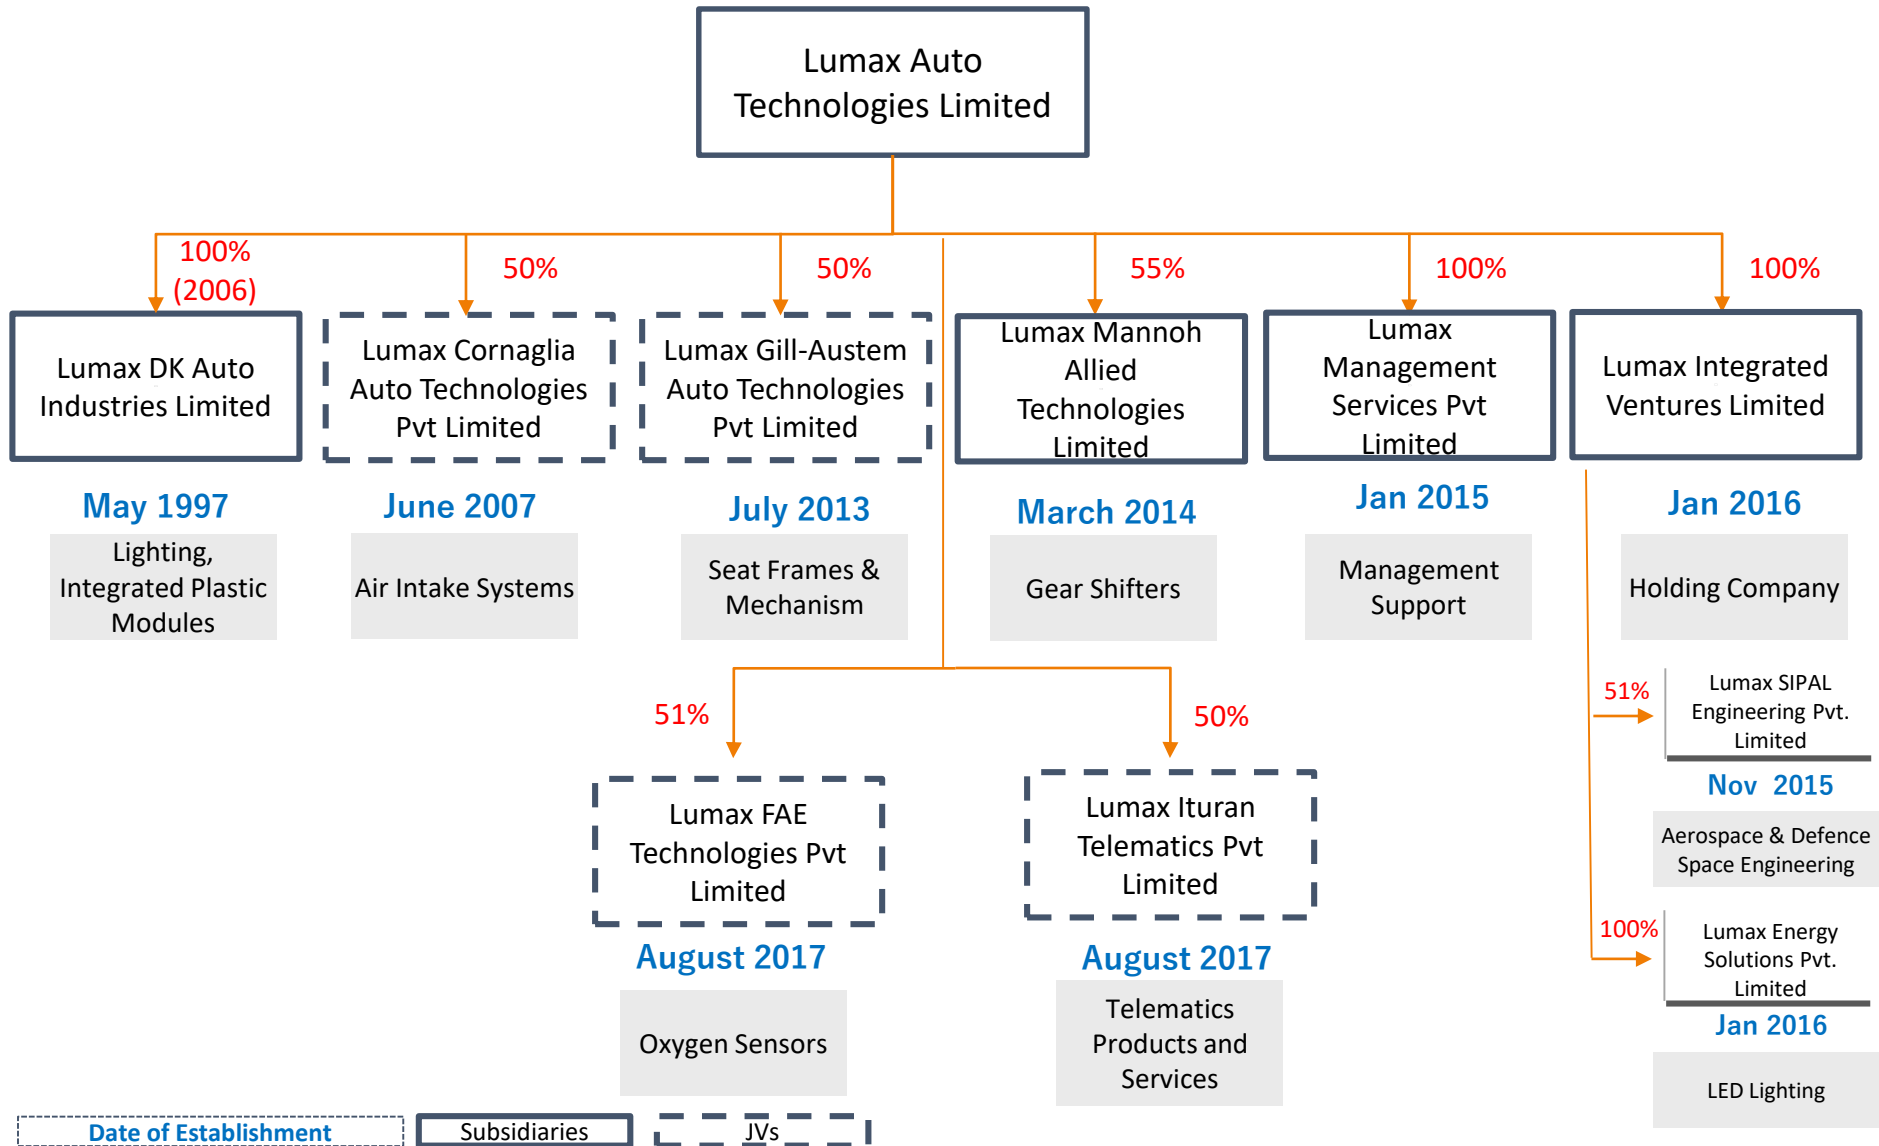 Lumax Auto
Technologies Limited
100%
(2006)
50%
50%
55%
100%
100%
Lumax DK Auto
Industries Limited
Lumax Cornaglia
Auto Technologies
Pvt Limited
Lumax Gill-Austem
Auto Technologies
Pvt Limited
Lumax Mannoh
Allied
Technologies
Limited
Lumax
Management
Services Pvt
Limited
Lumax Integrated
Ventures Limited
May 1997
June 2007
July 2013
March 2014
Jan 2015
Jan 2016
Lighting,
Integrated Plastic
Modules
Air Intake Systems
Seat Frames &
Mechanism
Gear Shifters
Management
Support
Holding Company
51%
50%
Lumax FAE
Technologies Pvt
Limited
Lumax Ituran
Telematics Pvt
Limited
August 2017
August 2017
Oxygen Sensors
Telematics
Products and
Services
51%
Lumax SIPAL
Engineering Pvt.
Limited
Nov 2015
Aerospace & Defence
Space Engineering
100%
Lumax Energy
Solutions Pvt.
Limited
Jan 2016
LED Lighting
Date of Establishment
Subsidiaries
JVs